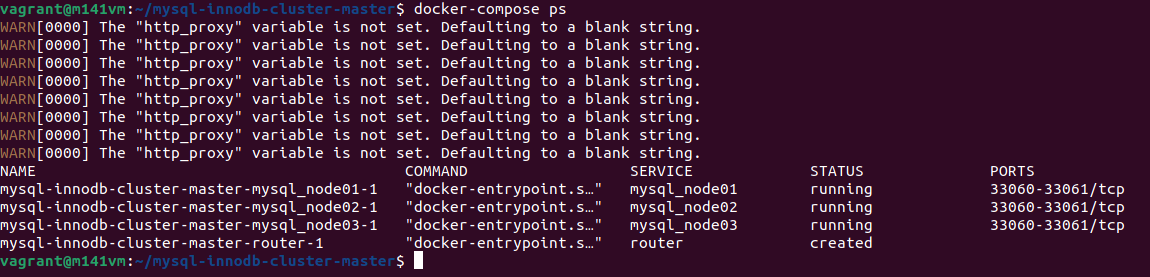 vagrant@m141vm:~/mysql-innodb-cluster-master$ docker-compose ps
WARN[0000] The "http_proxy" variable is not set. Defaulting to a blank string.
WARN[0000] The "http_proxy" variable is not set. Defaulting to a blank string.
WARN[0000] The "http_proxy" variable is not set. Defaulting to a blank string.
WARN[0000] The "http_proxy" variable is not set. Defaulting to a blank string.
WARN[0000] The "http_proxy" variable is not set. Defaulting to a blank string.
WARN[0000] The "http_proxy" variable is not set. Defaulting to a blank string.
WARN[0000] The "http_proxy" variable is not set. Defaulting to a blank string.
WARN[0000] The "http_proxy" variable is not set. Defaulting to a blank string.
NAME COMMAND SERVICE STATUS PORTS
mysql-innodb-cluster-master-mysql_node01-1 "docker-entrypoint.s…" mysql_node01 running 33060-33061/tcp
mysql-innodb-cluster-master-mysql_node02-1 "docker-entrypoint.s…" mysql_node02 running 33060-33061/tcp
mysql-innodb-cluster-master-mysql_node03-1 "docker-entrypoint.s…" mysql_node03 running 33060-33061/tcp
mysql-innodb-cluster-master-router-1 "docker-entrypoint.s…" router created
vagrant@m141vm:~/mysql-innodb-cluster-master$